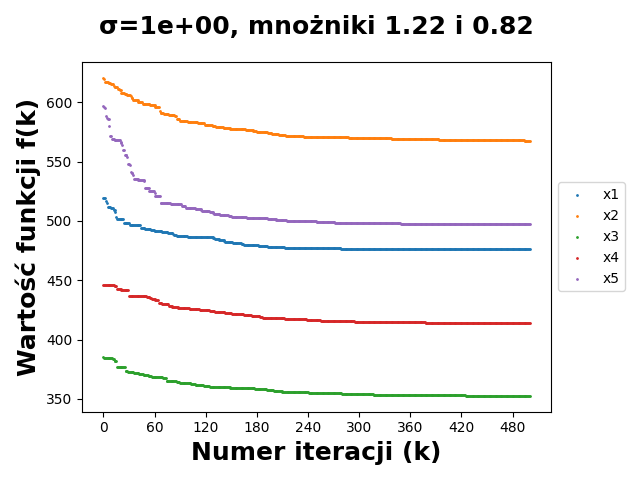 σ=1e+00, mnożniki 1.22 i 0.82
Wartość funkcji f(k)
600
550
500
450
400
350
0 60 120 180 240 300 360 420 480
Numer iteracji (k)
x1
x2
x3
x4
x5